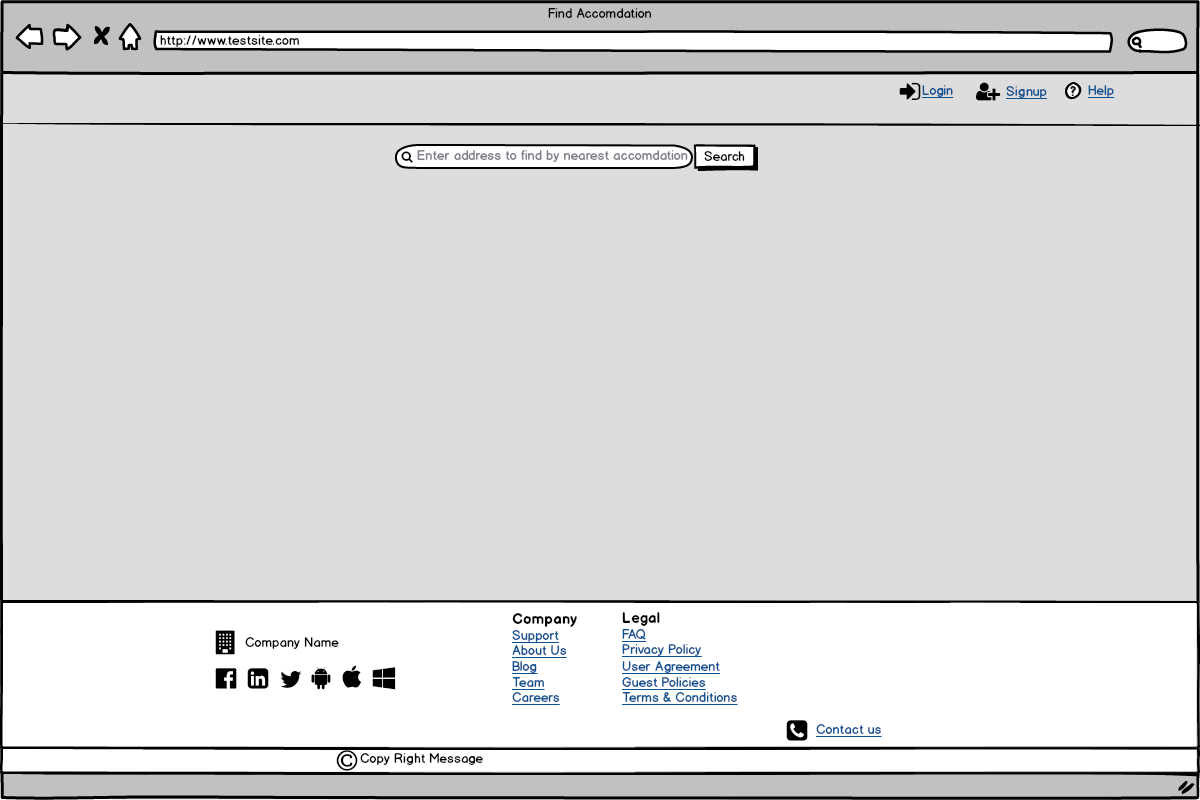 Find Accomdation
http://www.testsite.com
Login Signup Help
Enter address to find by nearest accomdation Search
Company Name
Company
Support
About Us
Blog
Team
Careers
Legal
FAQ
Privacy Policy
User Agreement
Guest Policies
Terms & Conditions
Contact us
© Copy Right Message